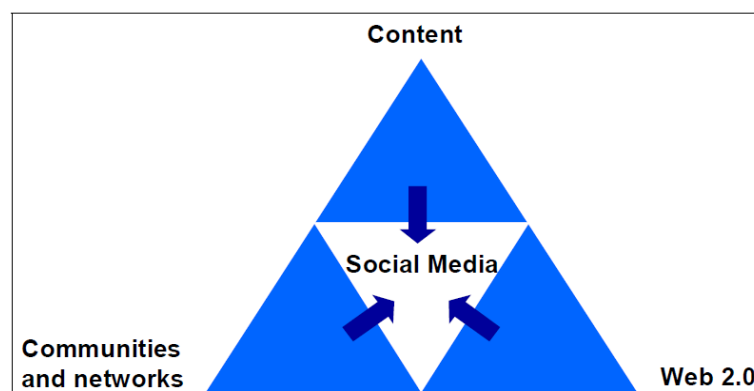 Content
Social Media
Communities
and networks
Web 2.0